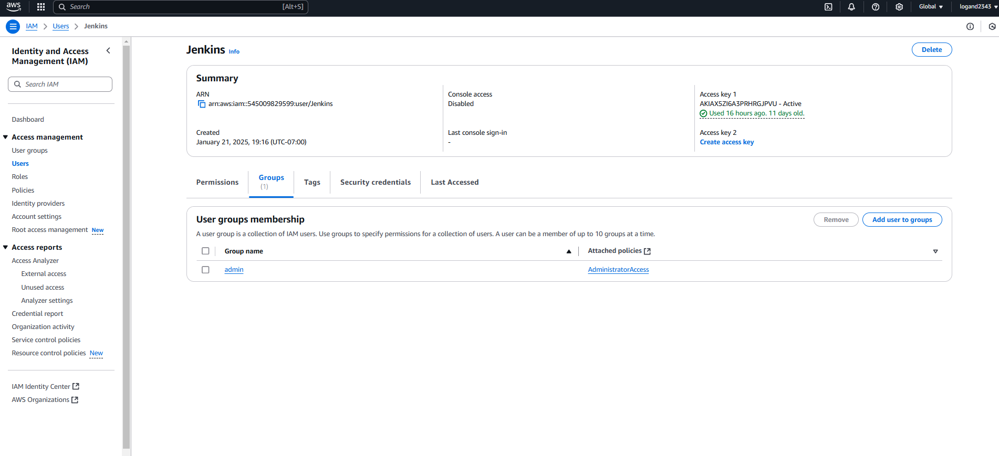 aws
Search [Alt+S]
Global
logand2343
IAM > Users > Jenkins
Identity and Access
Management (IAM)
Search IAM
Dashboard
Access management
User groups
Users
Roles
Policies
Identity providers
Account settings
Root access management New
Access reports
Access Analyzer
External access
Unused access
Analyzer settings
Credential report
Organization activity
Service control policies
Resource control policies New
IAM Identity Center
AWS Organizations
Jenkins Info
Delete
Summary
ARN
arn:aws:iam::545009829599:user/Jenkins
Created
January 21, 2025, 19:16 (UTC-07:00)
Console access
Disabled
Last console sign-in
-
Access key 1
AKIAX5ZI6A3PRHRGJPVU - Active
Used 16 hours ago. 11 days old.
Access key 2
Create access key
Permissions
Groups
(1)
Tags
Security credentials
Last Accessed
User groups membership
Remove
Add user to groups
A user group is a collection of IAM users. Use groups to specify permissions for a collection of users. A user can be a member of up to 10 groups at a time.
Group name
Attached policies
admin
AdministratorAccess